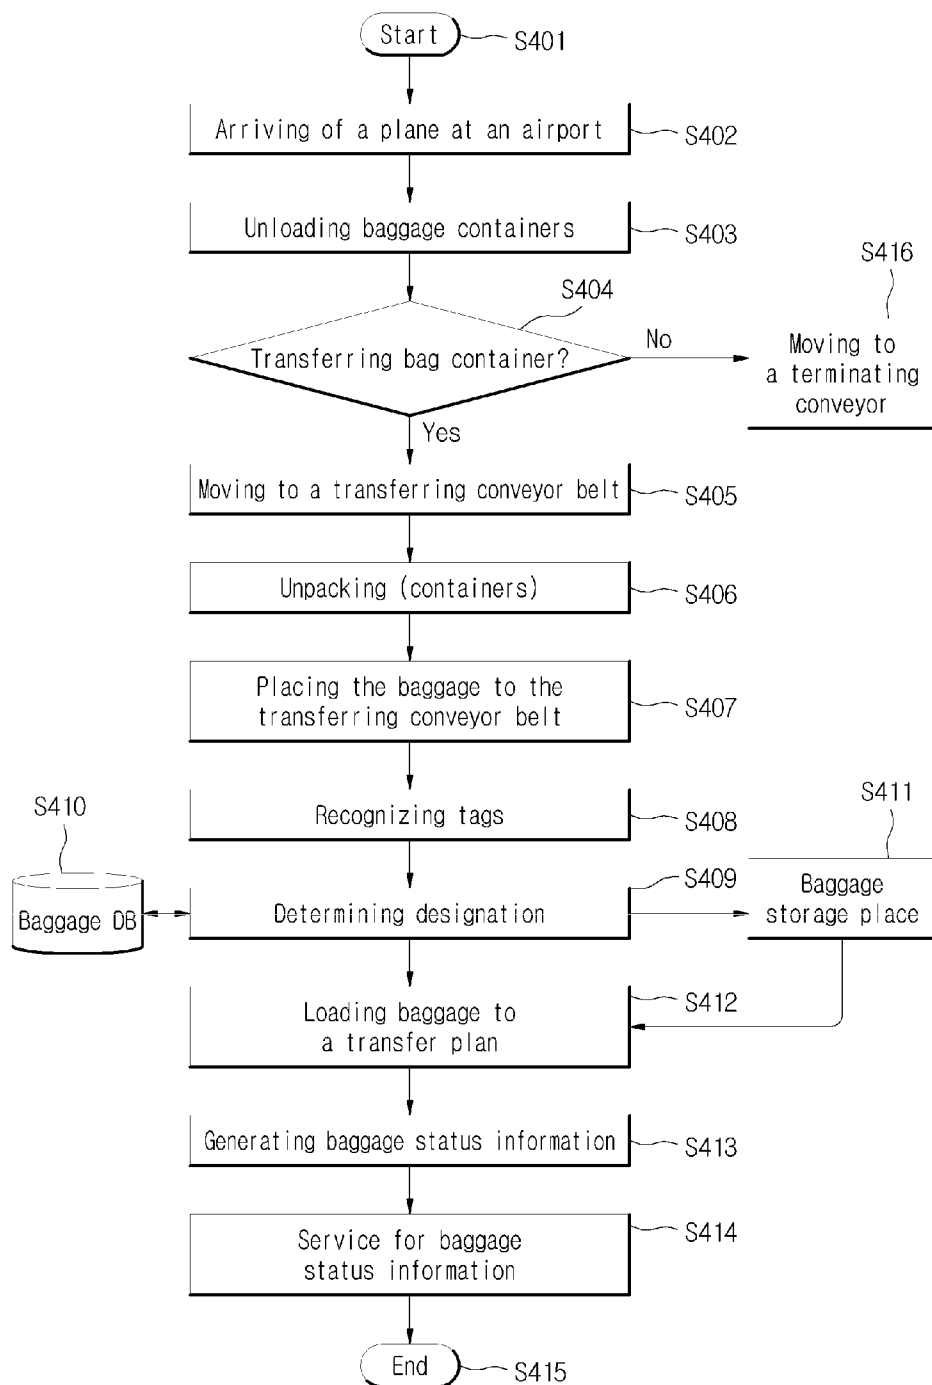 Start
S401
Arriving of a plane at an airport
S402
Unloading baggage containers
S403
S416
S404
Transferring bag container?
No
Moving to
a terminating
conveyor
Yes
Moving to a transferring conveyor belt
S405
Unpacking (containers)
S406
Placing the baggage to the
transferring conveyor belt
S407
S410
Recognizing tags
S408
S411
S409
Baggage DB
Determining designation
Baggage
storage place
Loading baggage to
a transfer plan
S412
Generating baggage status information
S413
Service for baggage
status information
S414
End
S415